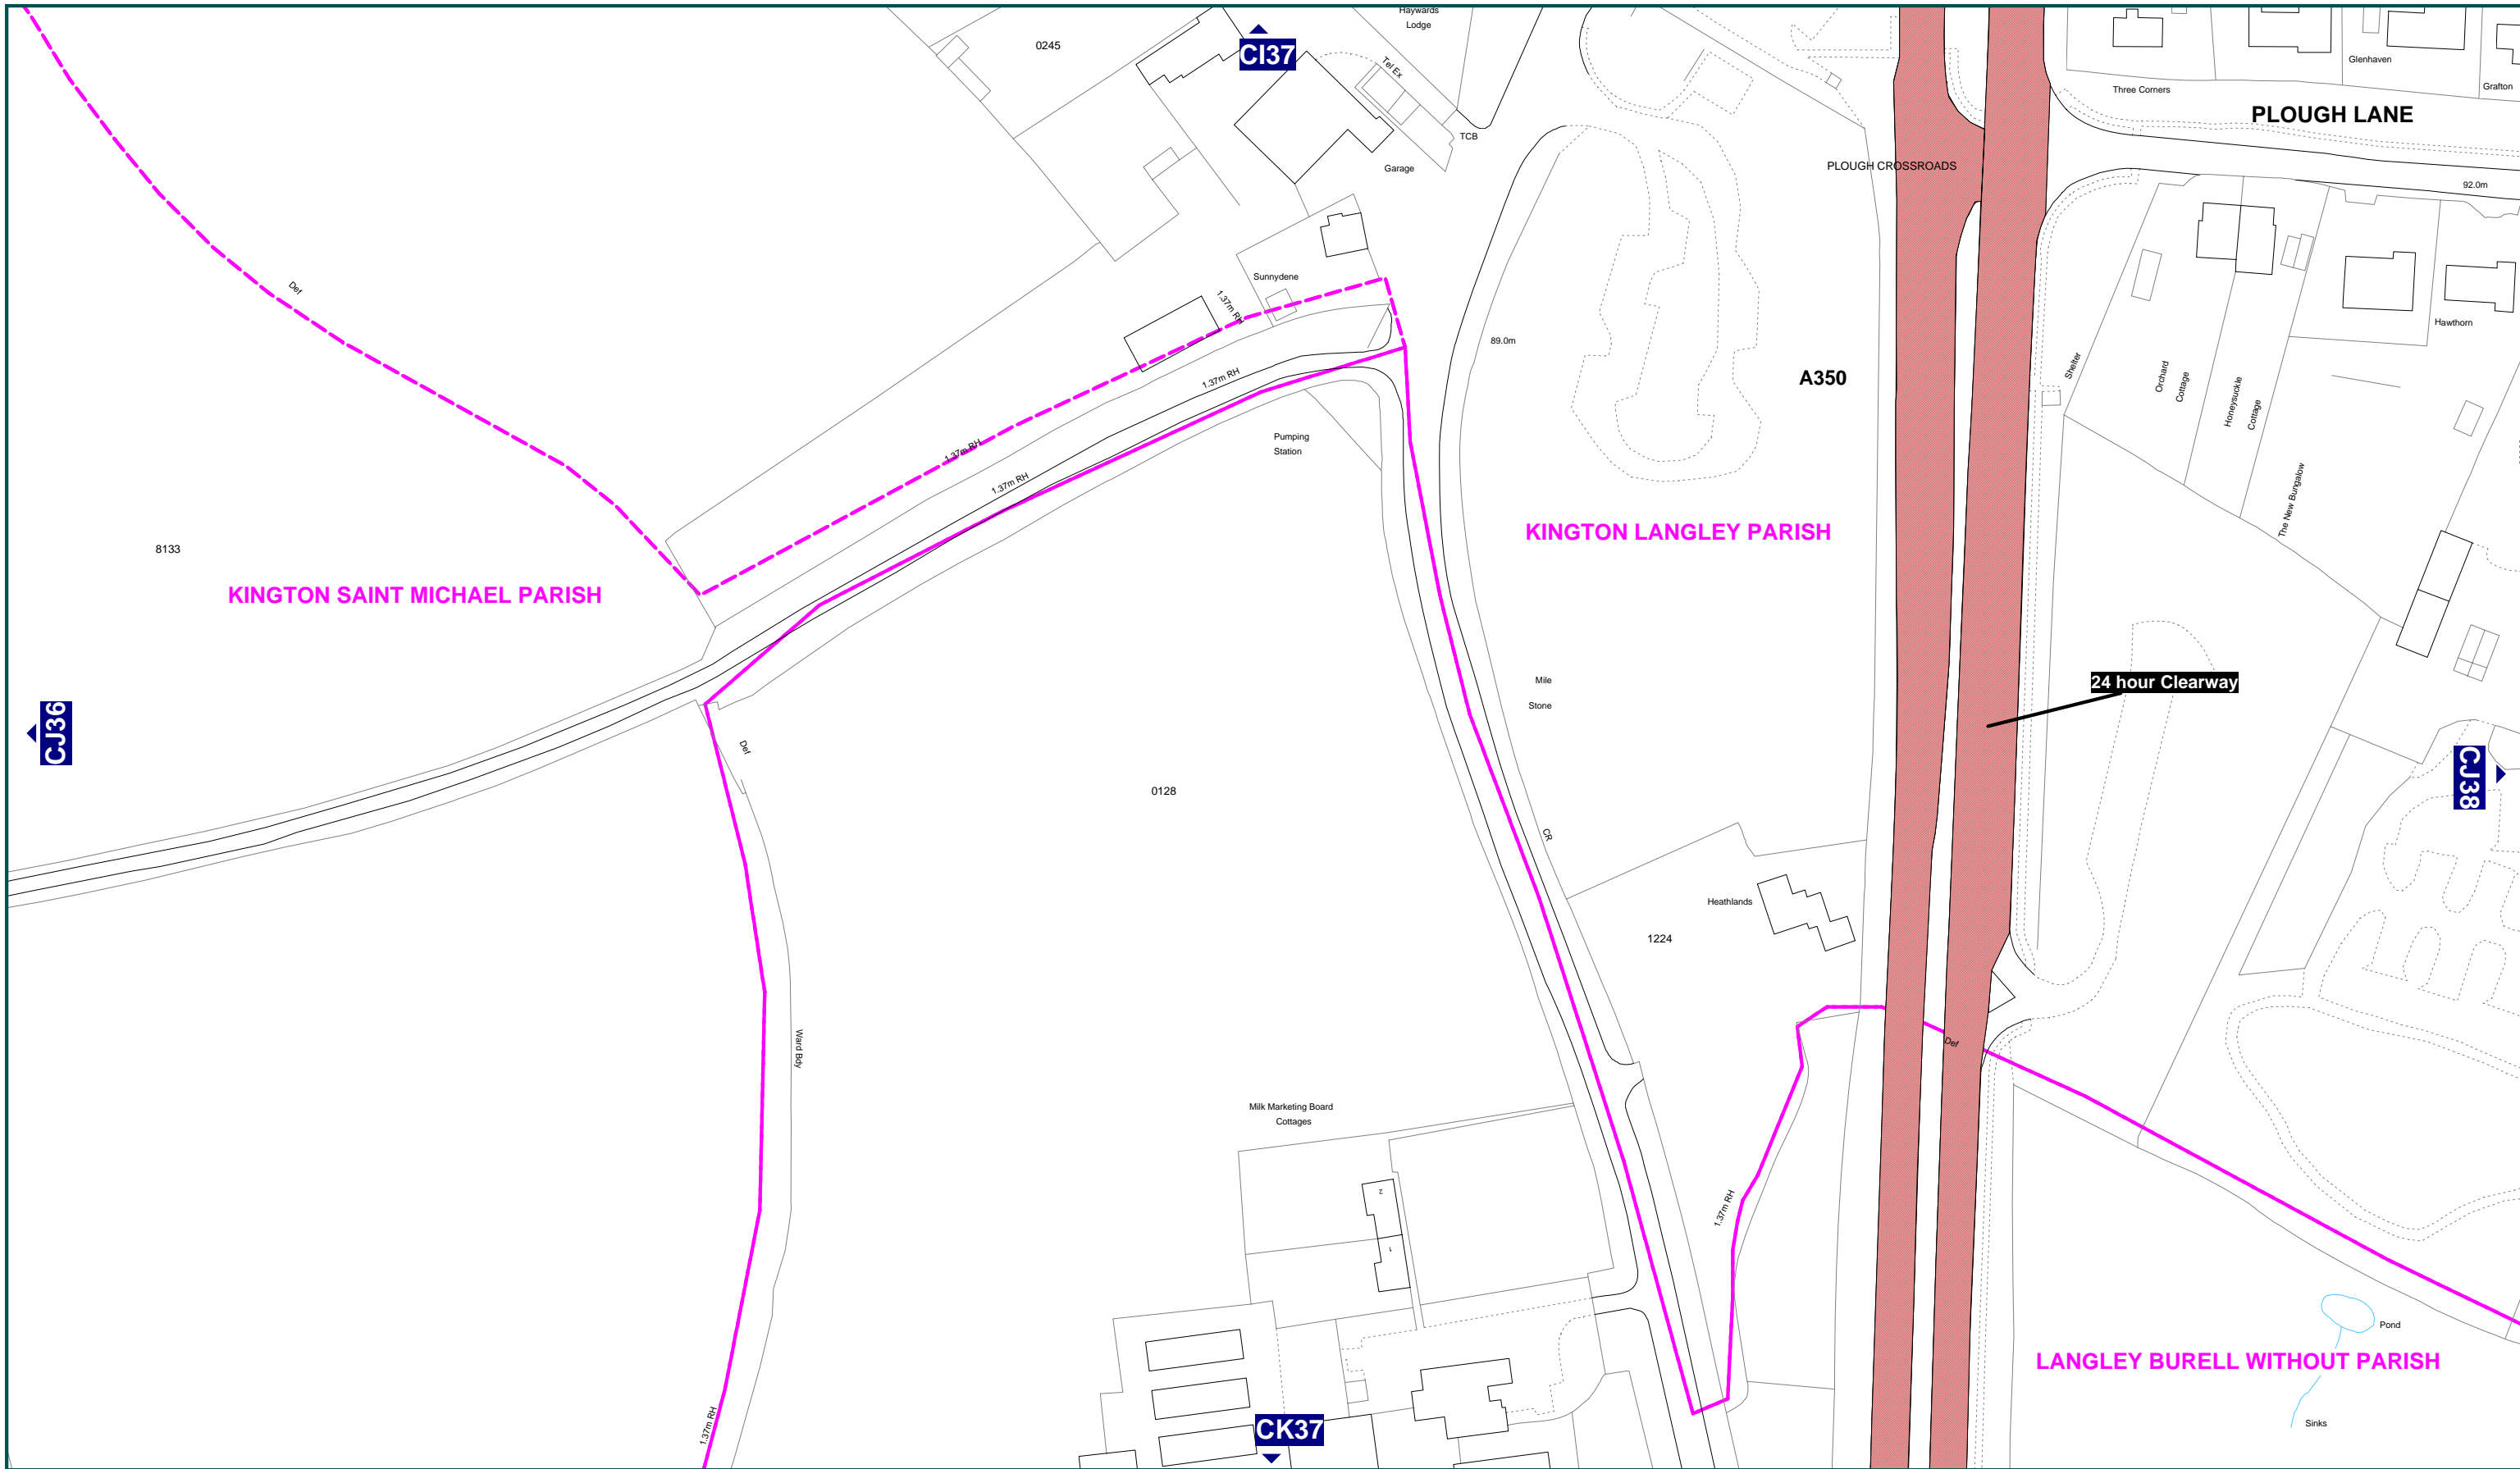 Haywards
Lodge
0245
CI37
Tel Ex
TCB
Garage
Glenhaven
Three Corners
Grafton
PLOUGH LANE
PLOUGH CROSSROADS
92.0m
Def
Sunnydene
1.37m RH
1.37m RH
89.0m
A350
Shelter
Orchard
Cottage
Honeysuckle
Cottage
Hawthorn
1.37m RH
1.37m RH
Pumping
Station
The New Bungalow
KINGTON LANGLEY PARISH
8133
KINGTON SAINT MICHAEL PARISH
24 hour Clearway
Mile
Stone
CJ36
Def
CJ38
0128
CR
Heathlands
1224
Ward Bdy
Def
Milk Marketing Board
Cottages
2
1
1.37m RH
Pond
LANGLEY BURELL WITHOUT PARISH
Sinks
1.37m RH
CK37